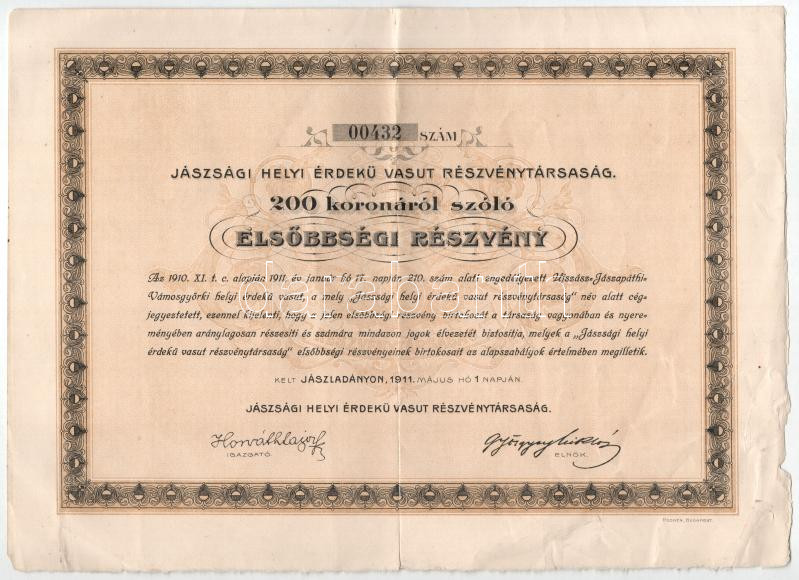 00432 SZÁM
JÁSZSÁGI HELYI ÉRDEKŰ VASUT RÉSZVÉNYTÁRSASÁG.
200 koronáról szóló
ELSŐBBSÉGI RÉSZVÉNY
Az 1910. XI. t. c. alapján 1911. év január hó 17. napján 210. szám alatt engedélyezett Ujszász-Jászapáthi-
Vámosgyörki helyi érdekű vasut, a mely „Jászsági helyi érdekű vasut részvénytársaság" név alatt cég-
jegyeztetett, ezennel kijelenti, hogy a jelen elsőbbségi részvény birtokosát a társaság vagyonában és nyere-
ményében aránylagosan részesíti és számára mindazon jogok élvezetét biztosítja, melyek a „Jászsági helyi
érdekű vasut részvénytársaság" elsőbbségi részvényeinek birtokosait az alapszabályok értelmében megilletik.
KELT JÁSZLADÁNYON, 1911. MÁJUS HÓ 1 NAPJÁN.
JÁSZSÁGI HELYI ÉRDEKŰ VASUT RÉSZVÉNYTÁRSASÁG.
Horváth Lajos
IGAZGATÓ.
ELNÖK.
BUDAPEST.